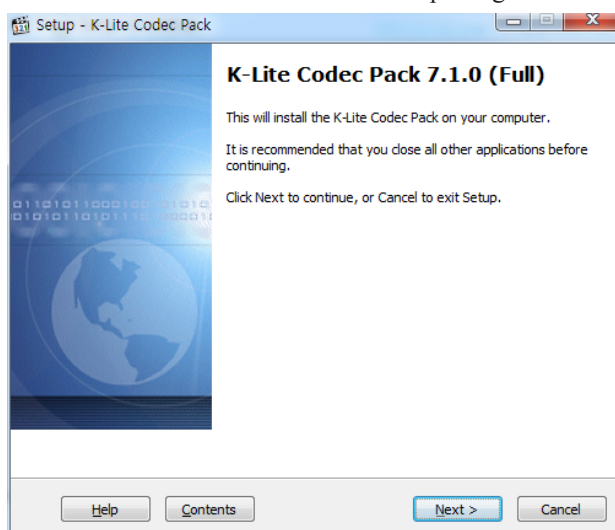 Setup - K-Lite Codec Pack
K-Lite Codec Pack 7.1.0 (Full)
This will install the K-Lite Codec Pack on your computer.
It is recommended that you close all other applications before
continuing.
Click Next to continue, or Cancel to exit Setup.
Help
Contents
Next >
Cancel